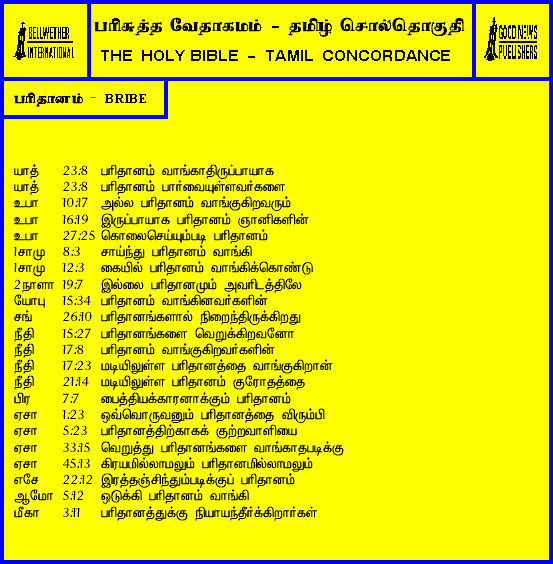 BELLWETHER
INTERNATIONAL
பரிசுத்த வேதாகமம் - தமிழ் சொல்தொகுதி
THE HOLY BIBLE - TAMIL CONCORDANCE
GOOD NEWS
PUBLISHERS
பரிதானம் - BRIBE
யாத் 23:8 பரிதானம் வாங்காதிருப்பாயாக
யாத் 23:8 பரிதானம் பார்வையுள்ளவர்களை
உபா 10:17 அல்ல பரிதானம் வாங்குகிறவரும்
உபா 16:19 இருப்பாயாக பரிதானம் ஞானிகளின்
உபா 27:25 கொலைசெய்யும்படி பரிதானம்
1சாமு 8:3 சாய்ந்து பரிதானம் வாங்கி
1சாமு 12:3 கையில் பரிதானம் வாங்கிக்கொண்டு
2நாளா 19:7 இல்லை பரிதானமும் அவரிடத்திலே
யோபு 15:34 பரிதானம் வாங்கினவர்களின்
சங் 26:10 பரிதானங்களால் நிறைந்திருக்கிறது
நீதி 15:27 பரிதானங்களை வெறுக்கிறவனோ
நீதி 17:8 பரிதானம் வாங்குகிறவர்களின்
நீதி 17:23 மடியிலுள்ள பரிதானத்தை வாங்குகிறான்
நீதி 21:14 மடியிலுள்ள பரிதானம் குரோதத்தை
பிர 7:7 பைத்தியக்காரனாக்கும் பரிதானம்
ஏசா 1:23 ஒவ்வொருவனும் பரிதானத்தை விரும்பி
ஏசா 5:23 பரிதானத்திற்காகக் குற்றவாளியை
ஏசா 33:15 வெறுத்து பரிதானங்களை வாங்காதபடிக்கு
ஏசா 45:13 கிரயமில்லாமலும் பரிதானமில்லாமலும்
எசே 22:12 இரத்தஞ்சிந்தும்படிக்குப் பரிதானம்
ஆமோ 5:12 ஒடுக்கி பரிதானம் வாங்கி
மீகா 3:11 பரிதானத்துக்கு நியாயந்தீர்க்கிறார்கள்